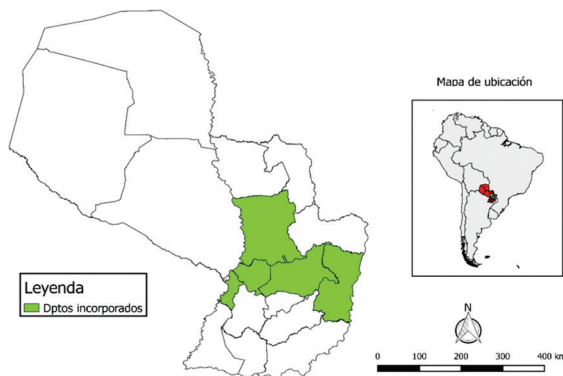 Mapa de ubicación
Leyenda
Dptos incorporados
N
0 100 200 300 400 km